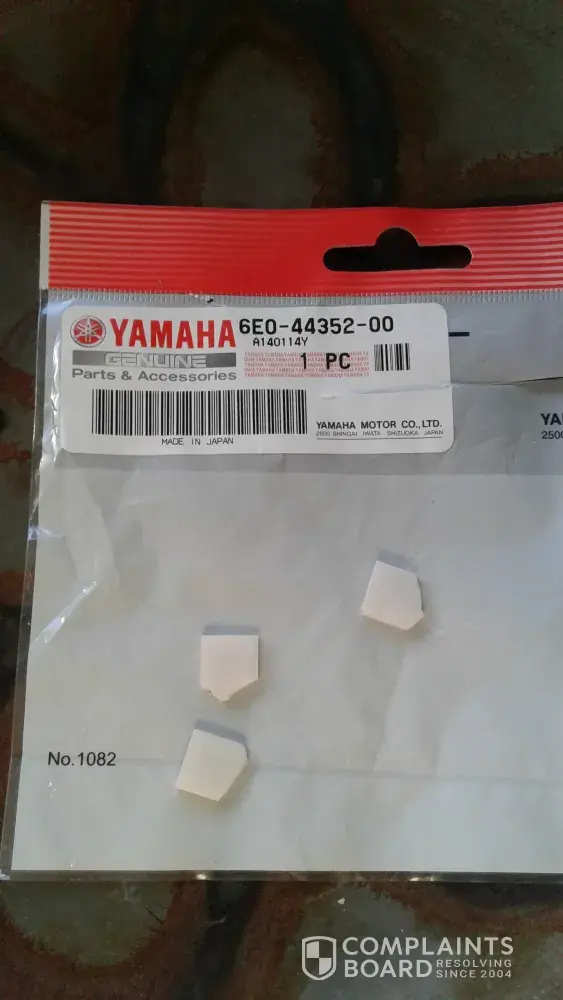 YAMAHA 6E0-44352-00
A140114Y
GENUINE 1 PC
Parts & Accessories
YAMAHA MOTOR CO.,LTD.
2500 SHINGAI IWATA SHIZUOKA JAPAN
MADE IN JAPAN
YA
2500
No.1082
COMPLAINTS
BOARD RESOLVING
SINCE 2004